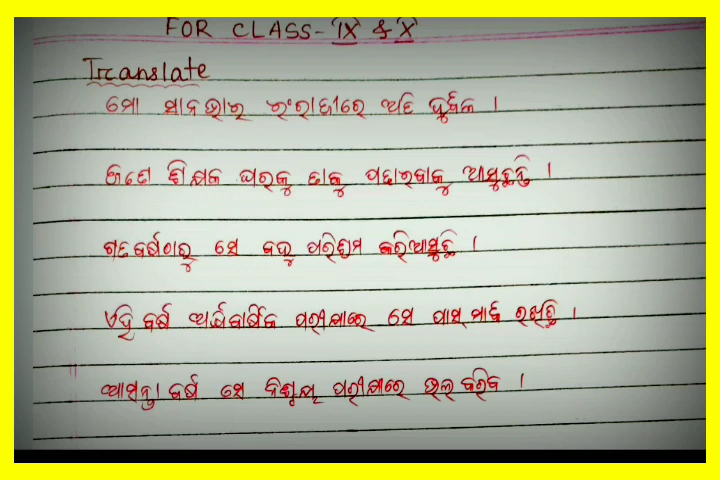 FOR CLASS-'IX' & 'X'
Translate
ମୋ ସାନଭାଇ ଇଂରାଜୀରେ ଅତି ଦୁର୍ବଳ ।
ଜଣେ ଶିକ୍ଷକ ଘରକୁ ତାକୁ ପଢାଇବାକୁ ଆସୁଛନ୍ତି ।
ଗତବର୍ଷଠାରୁ ସେ ବହୁ ପରିଶ୍ରମ କରିଆସୁଛି ।
ଏହି ବର୍ଷ ଅର୍ଧବାର୍ଷିକ ପରୀକ୍ଷାରେ ସେ ପାସ୍ ମାର୍କ ରଖିଛି ।
ଆସନ୍ତା ବର୍ଷ ସେ ନିଶ୍ଚୟ ପରୀକ୍ଷାରେ ଭଲ କରିବ ।